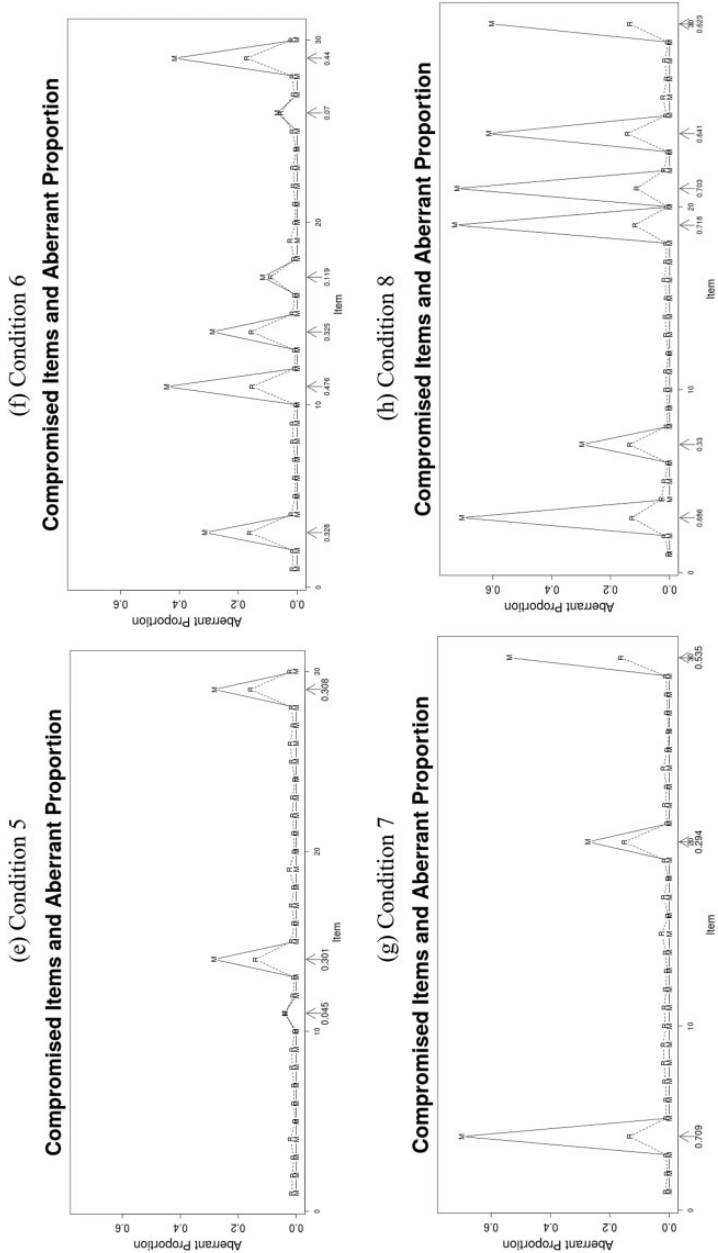 (e) Condition 5
Compromised Items and Aberrant Proportion
Aberrant Proportion
0.6
0.4
0.2
0.0
M M M
R R R
0 10 20 30
0.045 0.301 0.308
Item
(f) Condition 6
Compromised Items and Aberrant Proportion
Aberrant Proportion
0.6
0.4
0.2
0.0
M M M M M M
R R R R R R
0 10 20 30
0.328 0.476 0.325 0.119 0.07 0.44
Item
(g) Condition 7
Compromised Items and Aberrant Proportion
Aberrant Proportion
0.6
0.4
0.2
0.0
M M M
R R R
0 10 20 30
0.709 0.294 0.535
Item
(h) Condition 8
Compromised Items and Aberrant Proportion
Aberrant Proportion
0.6
0.4
0.2
0.0
M M M M M M
R R R R R R
0 10 20 30
0.686 0.33 0.716 0.703 0.641 0.623
Item